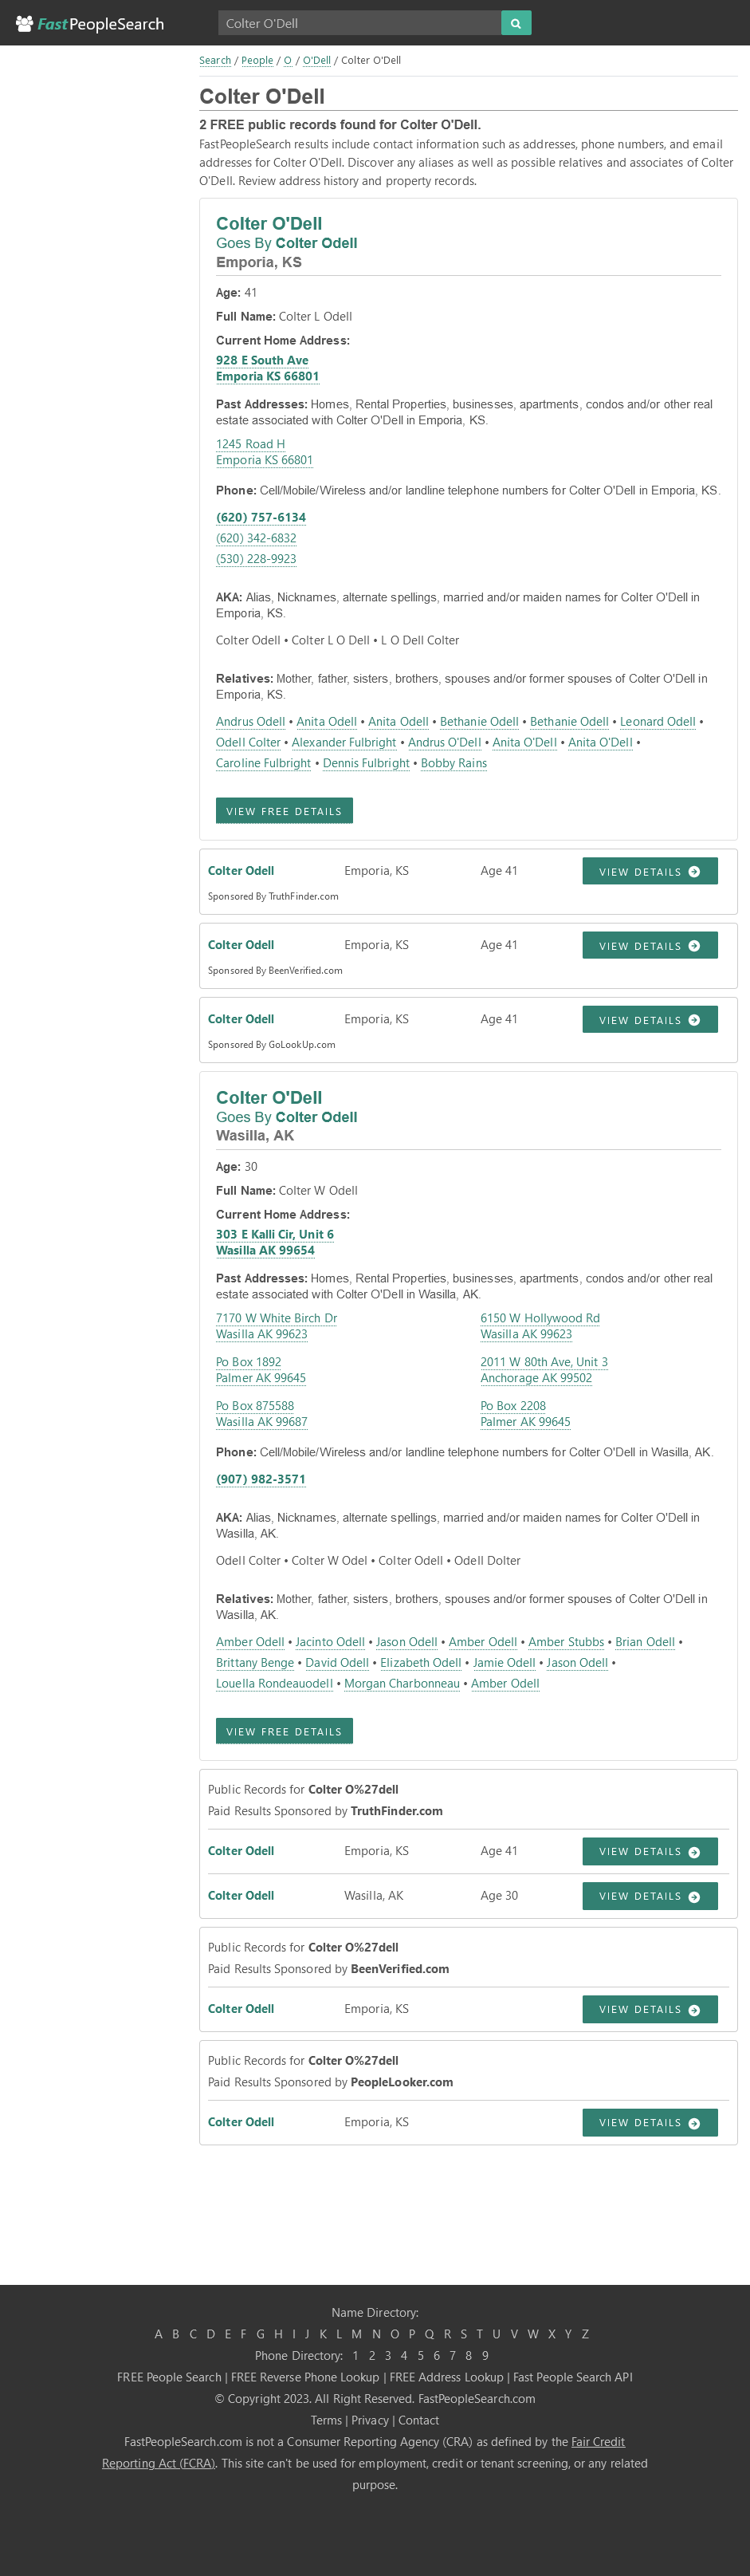 FastPeopleSearch
Colter O'Dell
Search / People / O / O'Dell / Colter O'Dell
Colter O'Dell
2 FREE public records found for Colter O'Dell.
FastPeopleSearch results include contact information such as addresses, phone numbers, and email
addresses for Colter O'Dell. Discover any aliases as well as possible relatives and associates of Colter
O'Dell. Review address history and property records.
Colter O'Dell
Goes By Colter Odell
Emporia, KS
Age: 41
Full Name: Colter L Odell
Current Home Address:
928 E South Ave
Emporia KS 66801
Past Addresses: Homes, Rental Properties, businesses, apartments, condos and/or other real
estate associated with Colter O'Dell in Emporia, KS.
1245 Road H
Emporia KS 66801
Phone: Cell/Mobile/Wireless and/or landline telephone numbers for Colter O'Dell in Emporia, KS.
(620) 757-6134
(620) 342-6832
(530) 228-9923
AKA: Alias, Nicknames, alternate spellings, married and/or maiden names for Colter O'Dell in
Emporia, KS.
Colter Odell • Colter L O Dell • L O Dell Colter
Relatives: Mother, father, sisters, brothers, spouses and/or former spouses of Colter O'Dell in
Emporia, KS.
Andrus Odell • Anita Odell • Anita Odell • Bethanie Odell • Bethanie Odell • Leonard Odell •
Odell Colter • Alexander Fulbright • Andrus O'Dell • Anita O'Dell • Anita O'Dell •
Caroline Fulbright • Dennis Fulbright • Bobby Rains
VIEW FREE DETAILS
Colter Odell Emporia, KS Age 41 VIEW DETAILS
Sponsored By TruthFinder.com
Colter Odell Emporia, KS Age 41 VIEW DETAILS
Sponsored By BeenVerified.com
Colter Odell Emporia, KS Age 41 VIEW DETAILS
Sponsored By GoLookUp.com
Colter O'Dell
Goes By Colter Odell
Wasilla, AK
Age: 30
Full Name: Colter W Odell
Current Home Address:
303 E Kalli Cir, Unit 6
Wasilla AK 99654
Past Addresses: Homes, Rental Properties, businesses, apartments, condos and/or other real
estate associated with Colter O'Dell in Wasilla, AK.
7170 W White Birch Dr 6150 W Hollywood Rd
Wasilla AK 99623 Wasilla AK 99623
Po Box 1892 2011 W 80th Ave, Unit 3
Palmer AK 99645 Anchorage AK 99502
Po Box 875588 Po Box 2208
Wasilla AK 99687 Palmer AK 99645
Phone: Cell/Mobile/Wireless and/or landline telephone numbers for Colter O'Dell in Wasilla, AK.
(907) 982-3571
AKA: Alias, Nicknames, alternate spellings, married and/or maiden names for Colter O'Dell in
Wasilla, AK.
Odell Colter • Colter W Odel • Colter Odell • Odell Dolter
Relatives: Mother, father, sisters, brothers, spouses and/or former spouses of Colter O'Dell in
Wasilla, AK.
Amber Odell • Jacinto Odell • Jason Odell • Amber Odell • Amber Stubbs • Brian Odell •
Brittany Benge • David Odell • Elizabeth Odell • Jamie Odell • Jason Odell •
Louella Rondeauodell • Morgan Charbonneau • Amber Odell
VIEW FREE DETAILS
Public Records for Colter O%27dell
Paid Results Sponsored by TruthFinder.com
Colter Odell Emporia, KS Age 41 VIEW DETAILS
Colter Odell Wasilla, AK Age 30 VIEW DETAILS
Public Records for Colter O%27dell
Paid Results Sponsored by BeenVerified.com
Colter Odell Emporia, KS VIEW DETAILS
Public Records for Colter O%27dell
Paid Results Sponsored by PeopleLooker.com
Colter Odell Emporia, KS VIEW DETAILS
Name Directory:
A B C D E F G H I J K L M N O P Q R S T U V W X Y Z
Phone Directory: 1 2 3 4 5 6 7 8 9
FREE People Search | FREE Reverse Phone Lookup | FREE Address Lookup | Fast People Search API
© Copyright 2023. All Right Reserved. FastPeopleSearch.com
Terms | Privacy | Contact
FastPeopleSearch.com is not a Consumer Reporting Agency (CRA) as defined by the Fair Credit
Reporting Act (FCRA). This site can't be used for employment, credit or tenant screening, or any related
purpose.